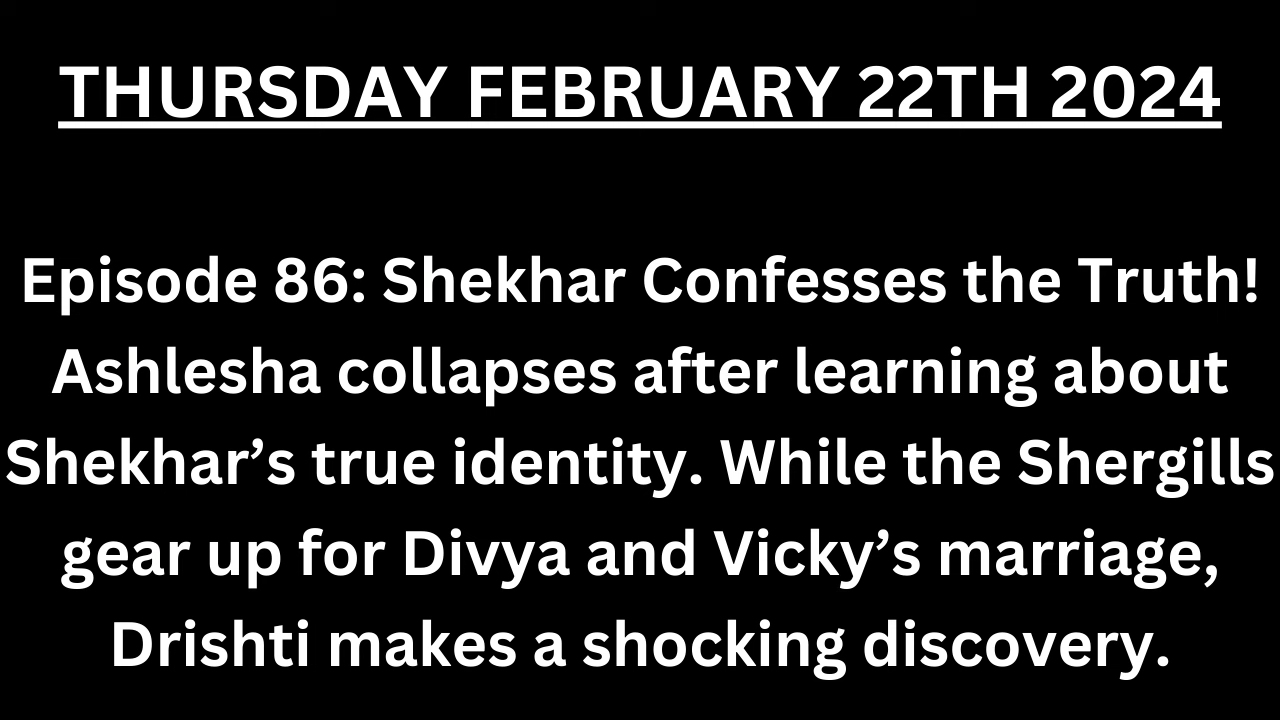 THURSDAY FEBRUARY 22TH 2024
Episode 86: Shekhar Confesses the Truth!
Ashlesha collapses after learning about
Shekhar’s true identity. While the Shergills
gear up for Divya and Vicky’s marriage,
Drishti makes a shocking discovery.